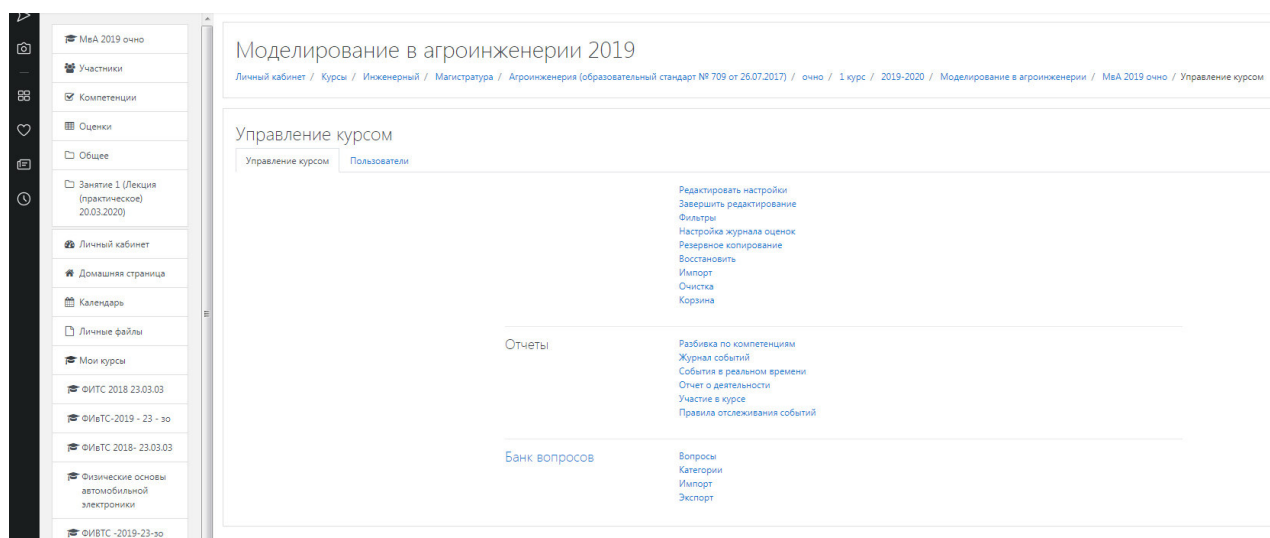 МвА 2019 очно
Участники
Компетенции
Оценки
Общее
Занятие 1 (Лекция
(практическое)
20.03.2020)
Личный кабинет
Домашняя страница
Календарь
Личные файлы
Мои курсы
ФИТС 2018 23.03.03
ФИвТС-2019 - 23 - зо
ФИвТС 2018- 23.03.03
Физические основы
автомобильной
электроники
ФИВТС -2019-23-зо
Моделирование в агроинженерии 2019
Личный кабинет / Курсы / Инженерный / Магистратура / Агроинженерия (образовательный стандарт № 709 от 26.07.2017) / очно / 1 курс / 2019-2020 / Моделирование в агроинженерии / МвА 2019 очно / Управление курсом
Управление курсом
Управление курсом Пользователи
Редактировать настройки
Завершить редактирование
Фильтры
Настройка журнала оценок
Резервное копирование
Восстановить
Импорт
Очистка
Корзина
Отчеты
Разбивка по компетенциям
Журнал событий
События в реальном времени
Отчет о деятельности
Участие в курсе
Правила отслеживания событий
Банк вопросов
Вопросы
Категории
Импорт
Экспорт